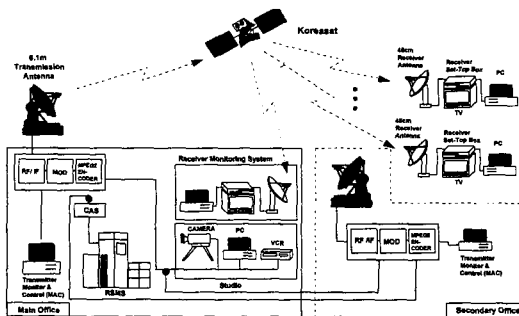 Koreasat
6.1m
Transmission
Antenna
45cm
Receiver
Antenna
Receiver
Set-Top Box
PC
TV
45cm
Receiver
Antenna
Receiver
Set-Top Box
PC
TV
Receiver Monitoring System
RF/IF
MOD
MPEG2
EN-
CODER
CAS
CAMERA
PC
VCR
Studio
Transmitter
Monitor &
Control (MAC)
RSMS
Main Office
RF/IF
MOD
MPEG2
EN-
CODER
Transmitter
Monitor &
Control (MAC)
Secondary Office